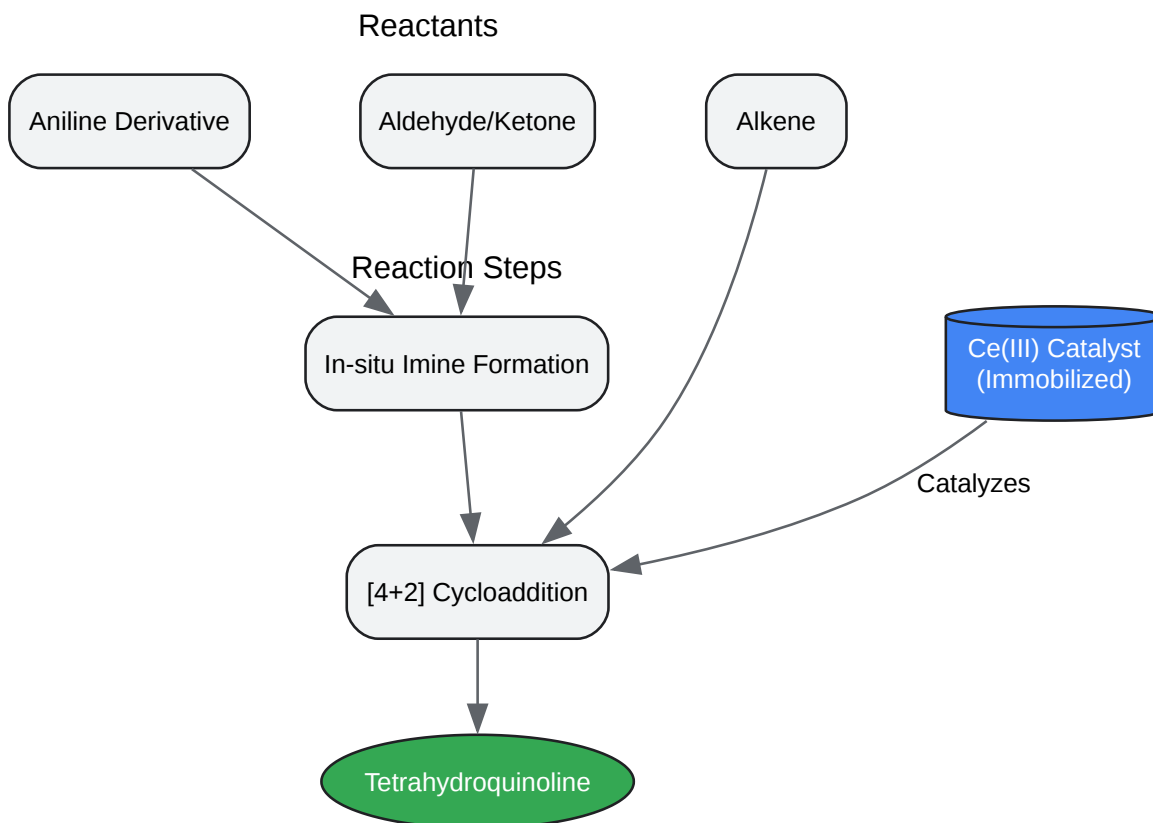 Reactants
Aniline Derivative
Aldehyde/Ketone
Alkene
Reaction Steps
In-situ Imine Formation
Ce(III) Catalyst
(Immobilized)
Catalyzes
[4+2] Cycloaddition
Tetrahydroquinoline